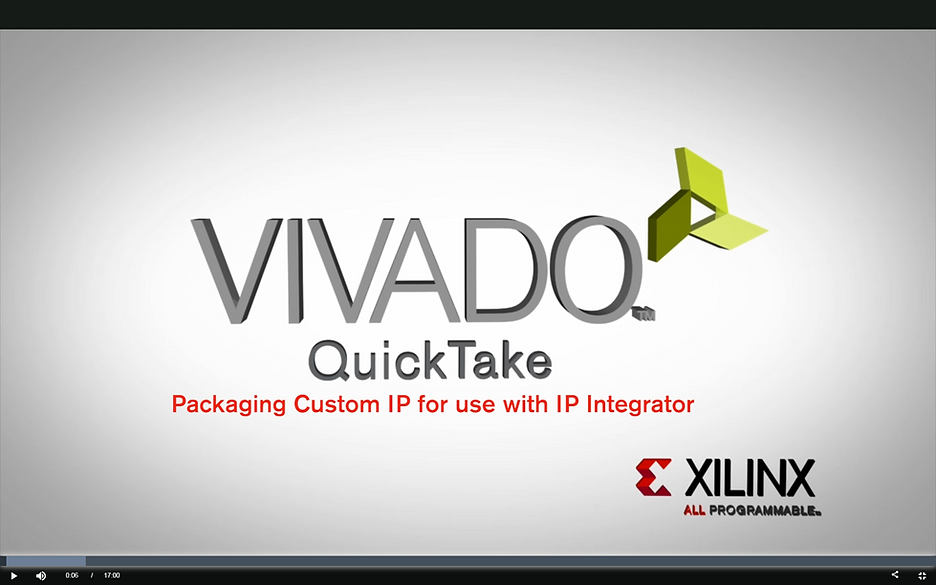 VIVADO™
QuickTake
Packaging Custom IP for use with IP Integrator
XILINX
ALL PROGRAMMABLE™
0:06 / 17:00